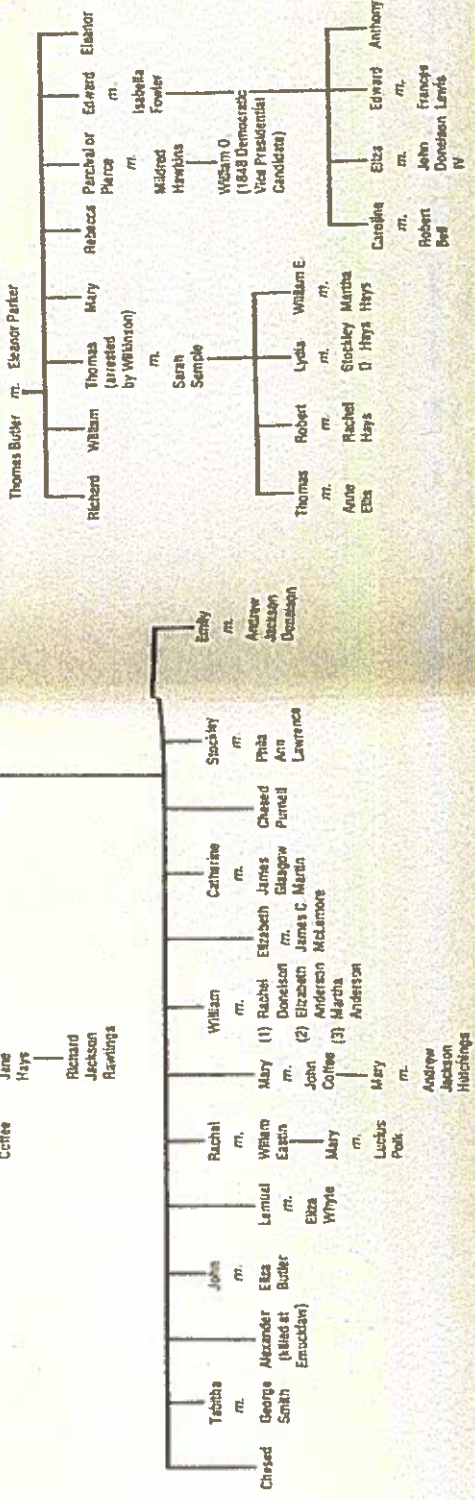 Coffee
Jane
Hays
Richard
Jackson
Rawlings
Chesed
Tabitha
m.
George
Smith
Alexander
(killed at
Emuckfaw)
John
m.
Eliza
Butler
Lemuel
m.
Eliza
Whyte
Rachel
m.
William
Eastin
Mary
m.
Lucius
Polk
Mary
m.
John
Coffee
Mary
m.
Andrew
Jackson
Hutchings
William
m.
(1) Rachel
Donelson
(2) Elizabeth
Anderson
(3) Martha
Anderson
Elizabeth
m.
James C.
McLemore
Catherine
m.
James
Glasgow
Martin
Chesed
Purnell
Stockley
m.
Phila
Ann
Lawrence
Emily
m.
Andrew
Jackson
Donelson
Thomas Butler m. Eleanor Parker
Richard
William
Thomas
(arrested
by Wilkinson)
m.
Sarah
Semple
Mary
Rebecca
Percival or
Pierce
m.
Mildred
Hawkins
William O.
(1848 Democratic
Vice Presidential
Candidate)
Edward
m.
Isabella
Fowler
Eleanor
Thomas
m.
Anne
Ellis
Robert
m.
Rachel
Hays
Lydia
m.
Stockley
D. Hays
William E.
m.
Martha
Hays
Caroline
m.
Robert
Bell
Eliza
m.
John
Donelson
IV
Edward
m.
Frances
Lewis
Anthony